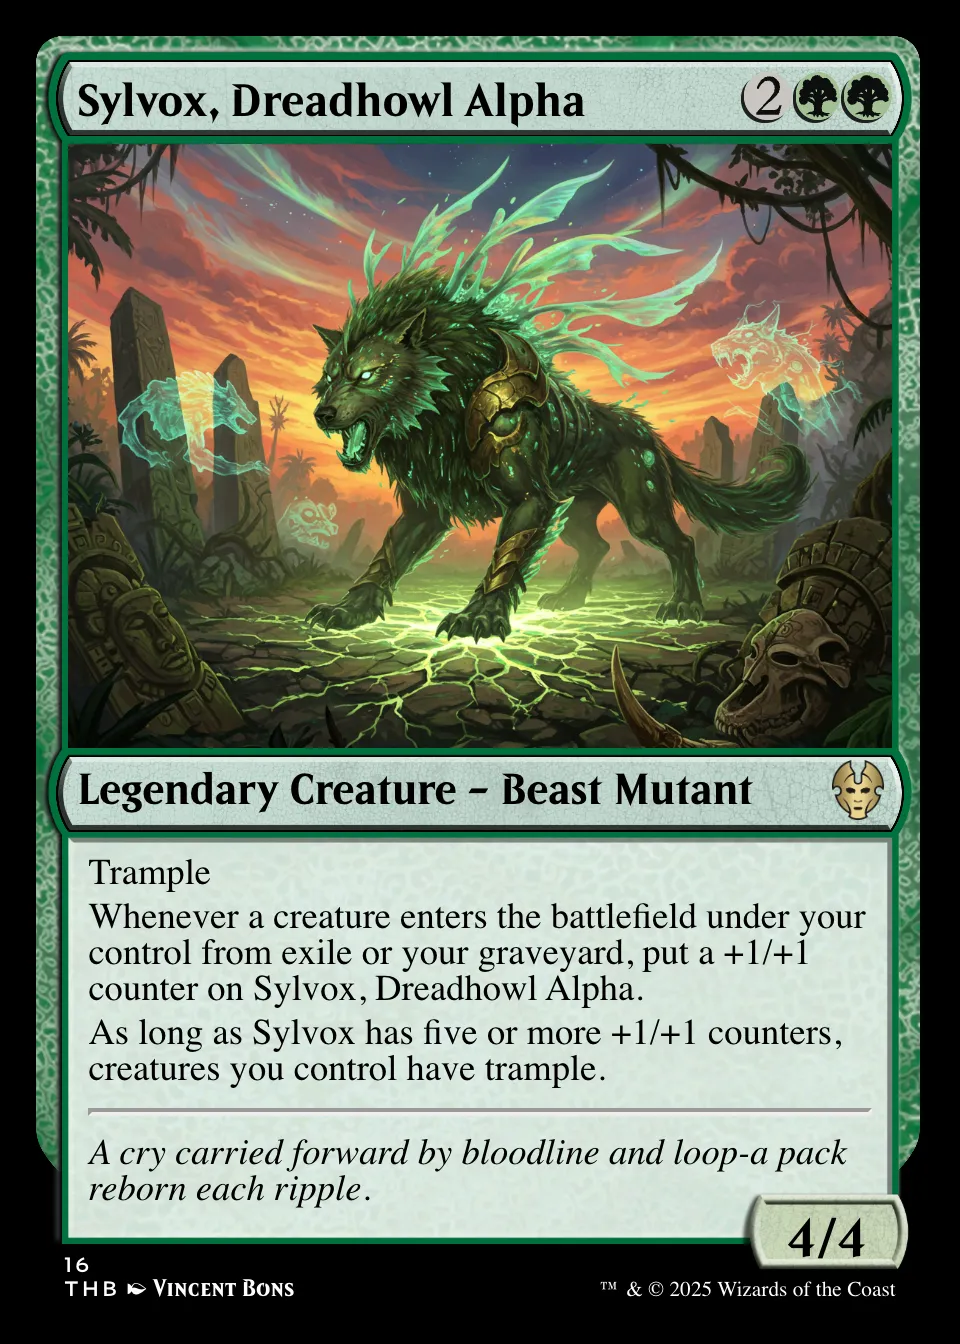 Sylvox, Dreadhowl Alpha 2
Legendary Creature – Beast Mutant
Trample
Whenever a creature enters the battlefield under your
control from exile or your graveyard, put a +1/+1
counter on Sylvox, Dreadhowl Alpha.
As long as Sylvox has five or more +1/+1 counters,
creatures you control have trample.
A cry carried forward by bloodline and loop-a pack
reborn each ripple.
4/4
16
THB Vincent Bons
™ & © 2025 Wizards of the Coast